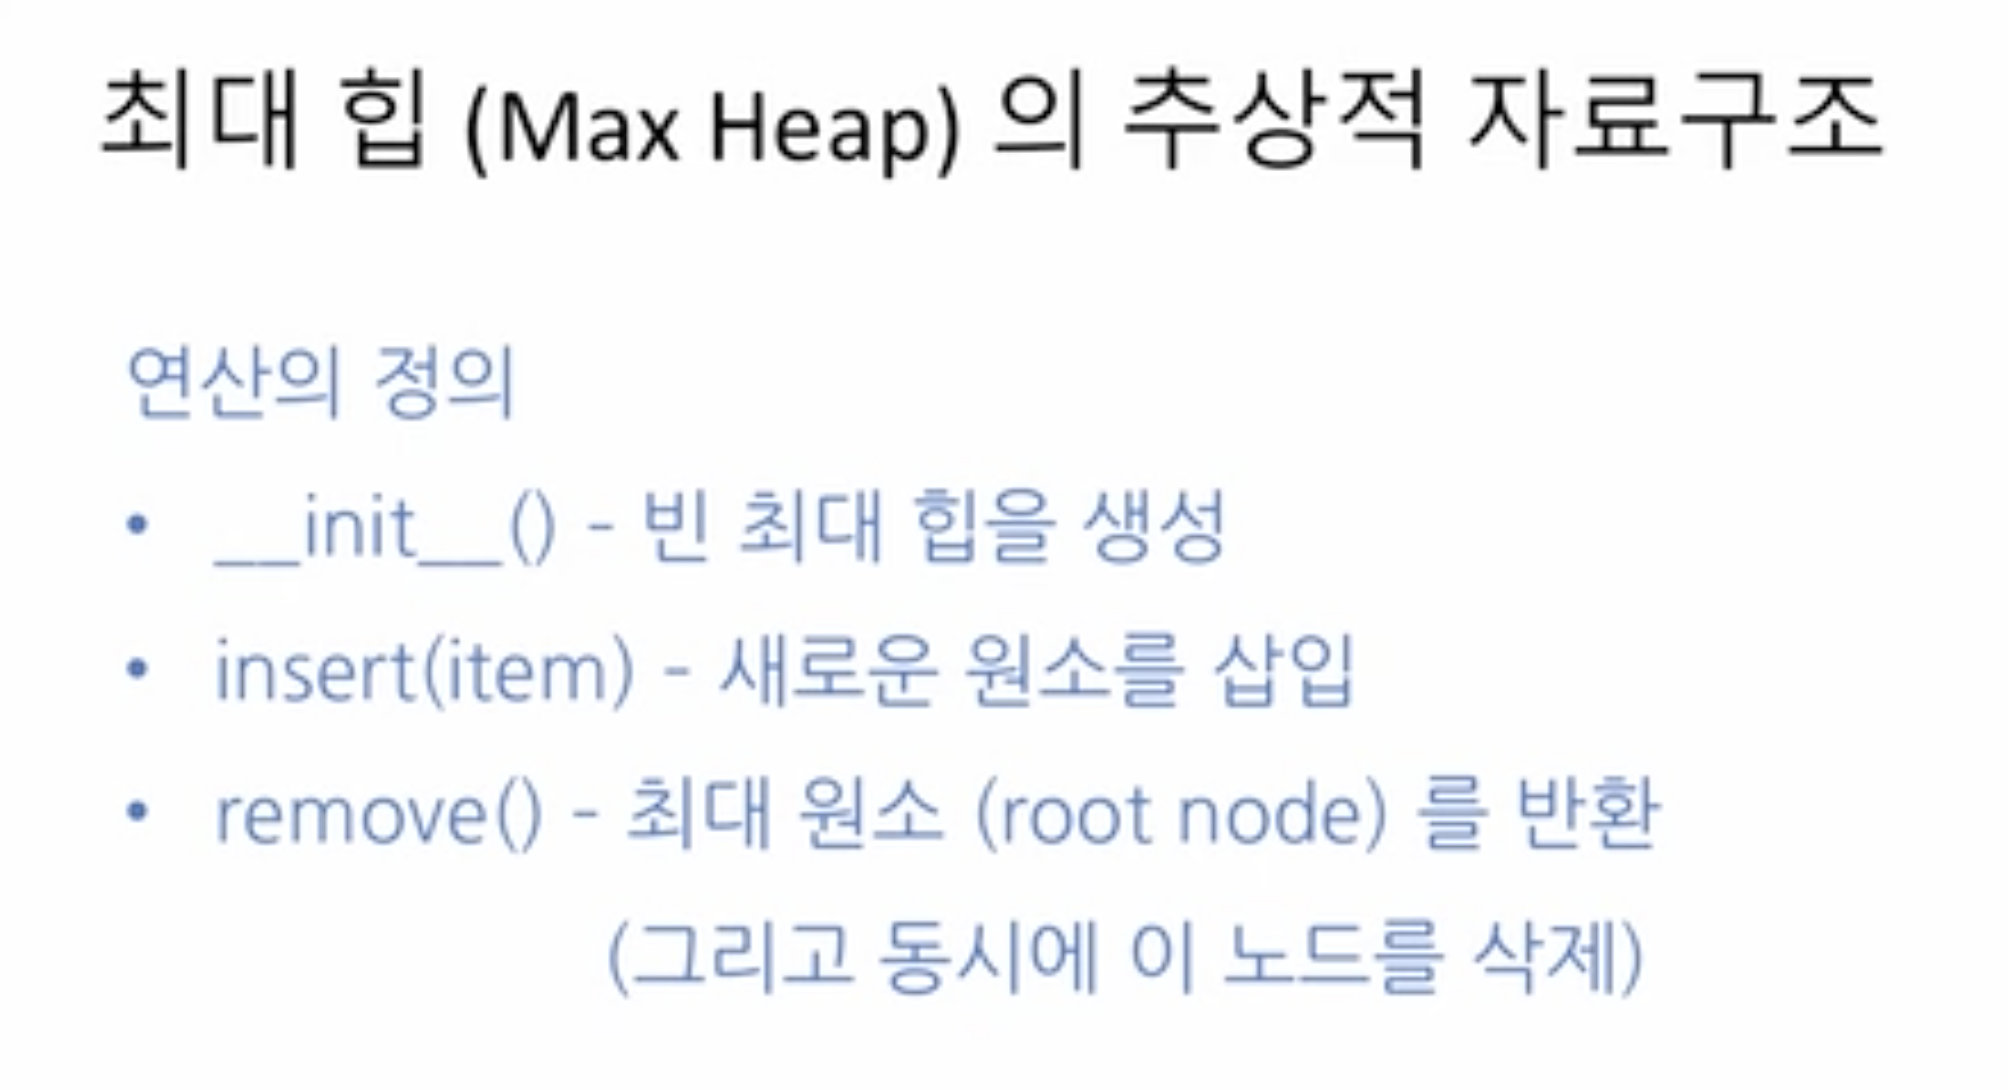 최대 힙 (Max Heap) 의 추상적 자료구조
연산의 정의
• __init__() - 빈 최대 힙을 생성
• insert(item) - 새로운 원소를 삽입
• remove() - 최대 원소 (root node) 를 반환
(그리고 동시에 이 노드를 삭제)